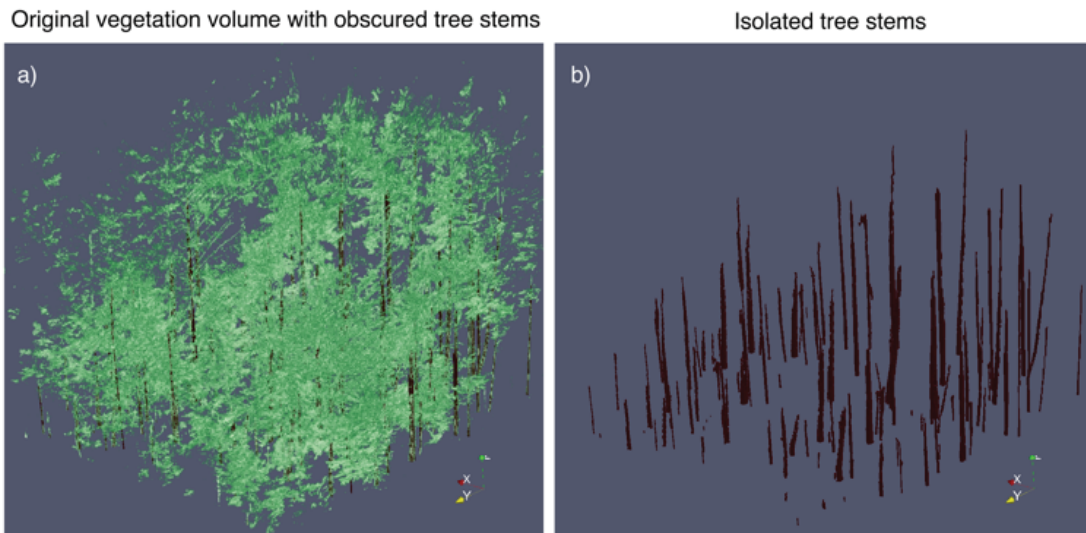 Original vegetation volume with obscured tree stems
Isolated tree stems
a)
b)
X
Y
X
Y